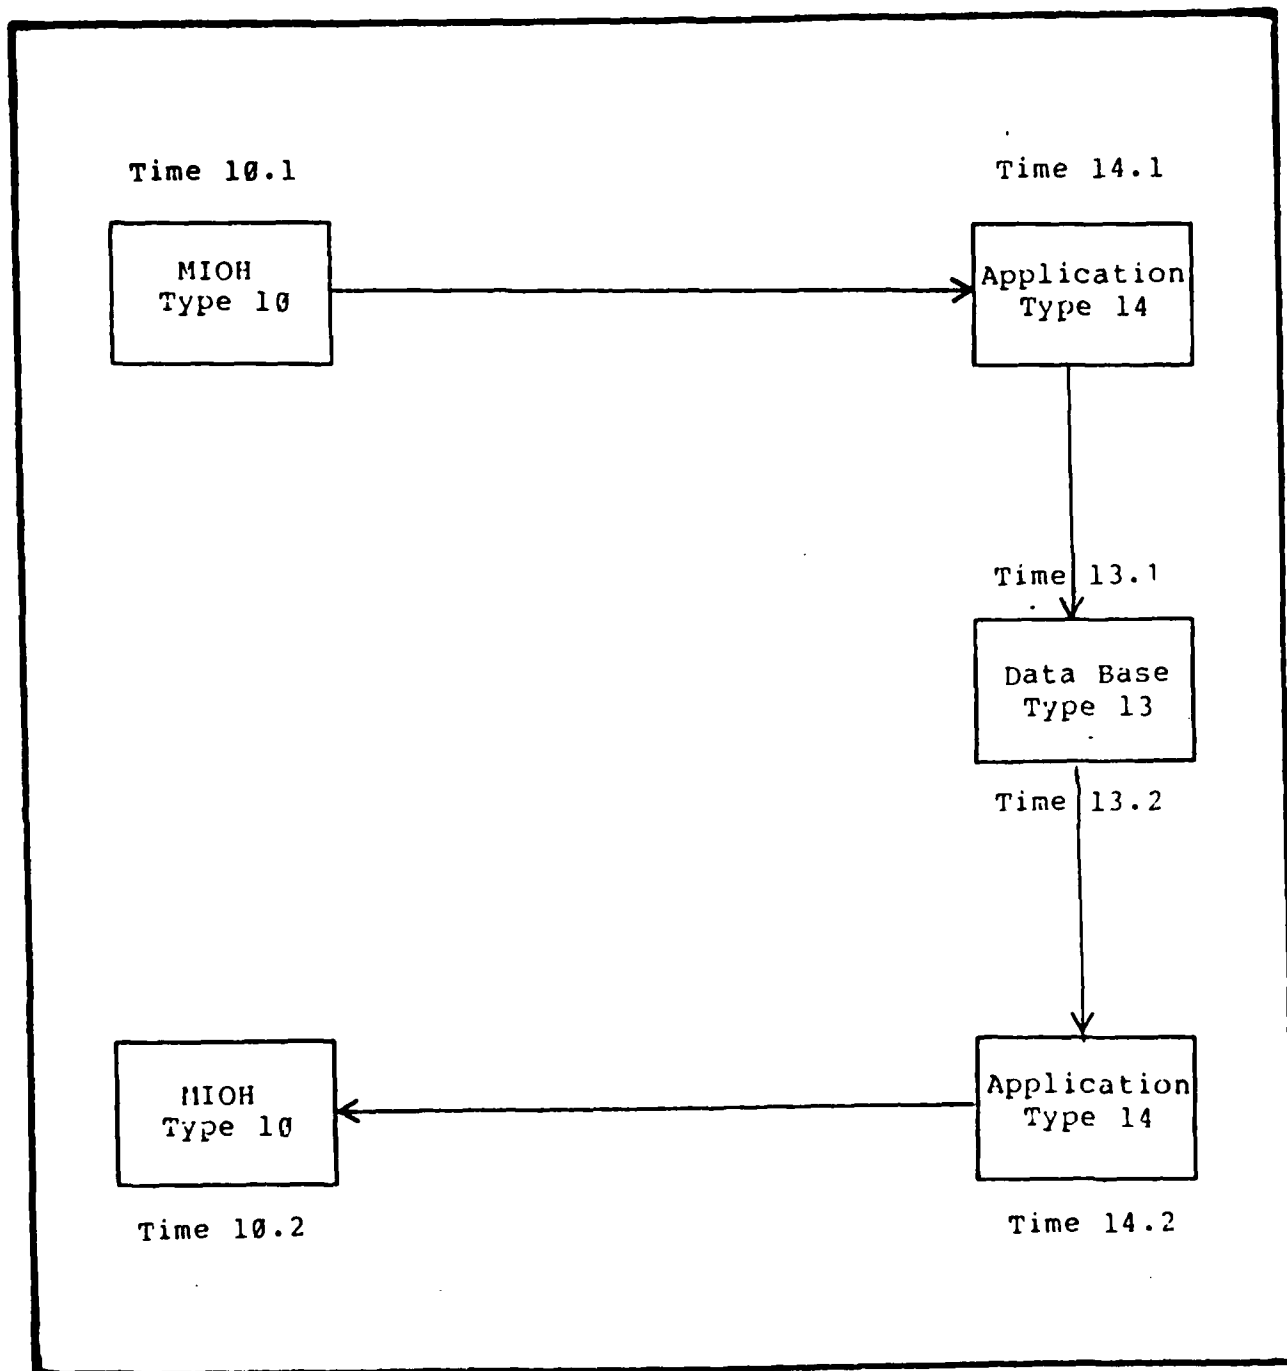 Time 10.1
Time 14.1
MIOH
Type 10
Application
Type 14
Time 13.1
Data Base
Type 13
Time 13.2
MIOH
Type 10
Application
Type 14
Time 10.2
Time 14.2